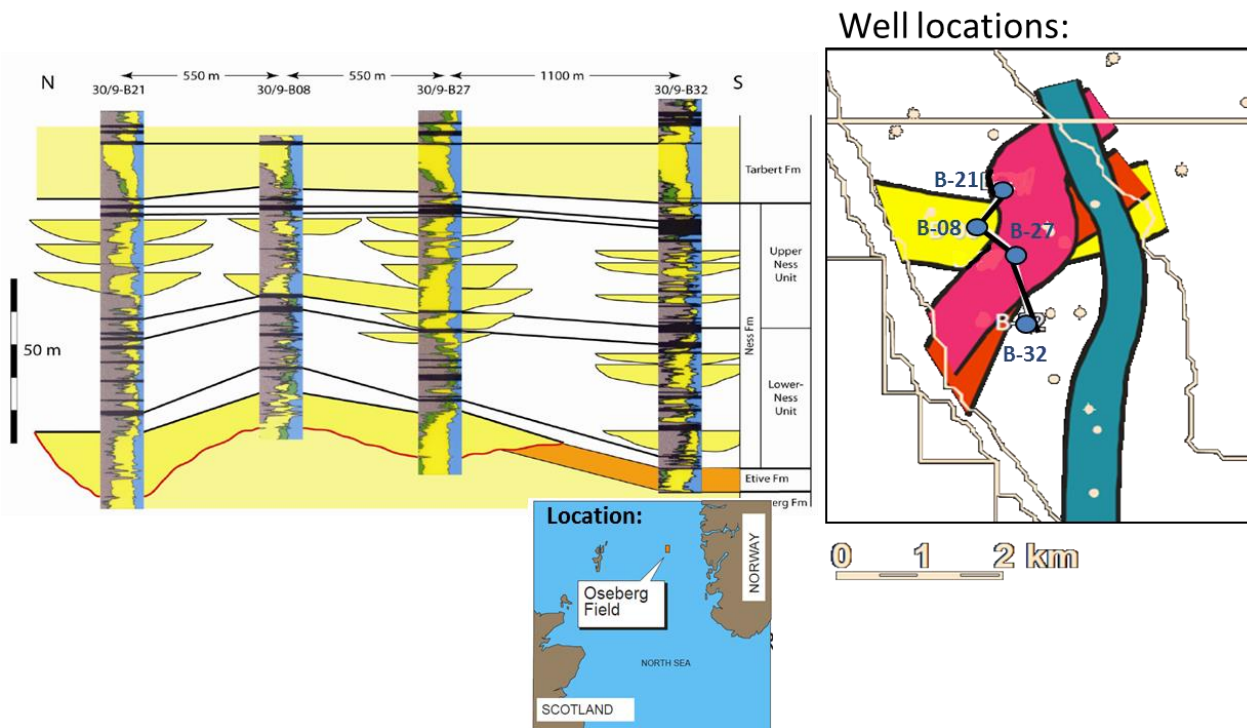 Well locations:
N
550 m
550 m
1100 m
S
30/9-B21
30/9-B08
30/9-B27
30/9-B32
Tarbert Fm
Upper
Ness
Unit
Ness Fm
Lower-
Ness
Unit
Etive Fm
erg Fm
50 m
B-21
B-08
B-27
B-32
0 1 2 km
Location:
Oseberg
Field
NORWAY
NORTH SEA
SCOTLAND